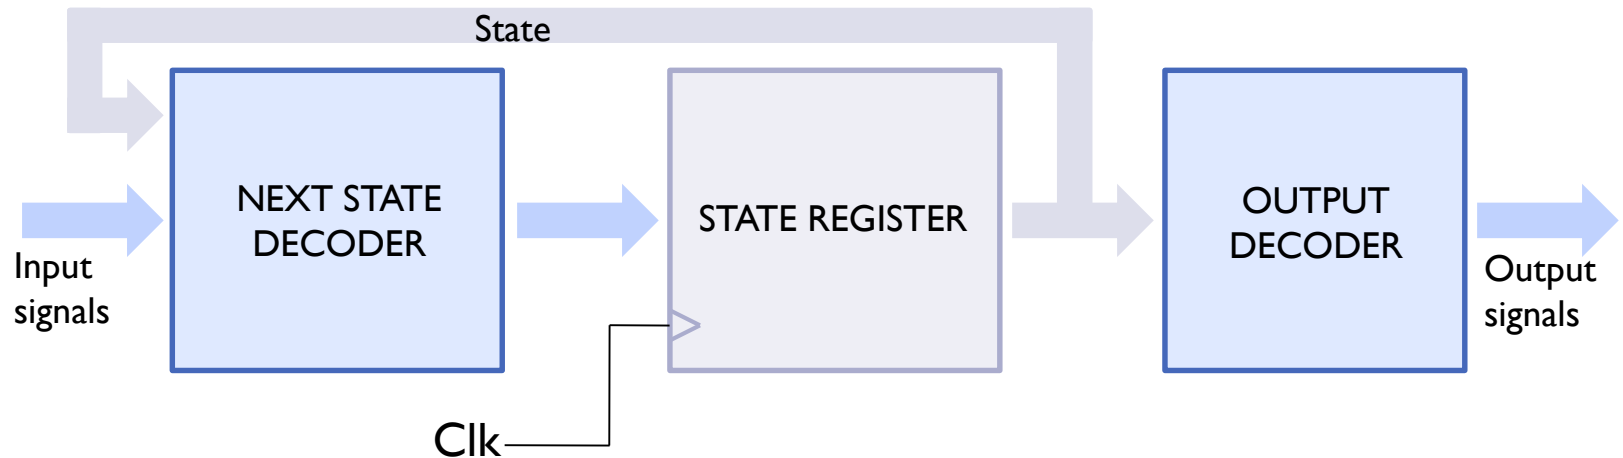 State
NEXT STATE
DECODER
STATE REGISTER
OUTPUT
DECODER
Input
signals
Output
signals
Clk